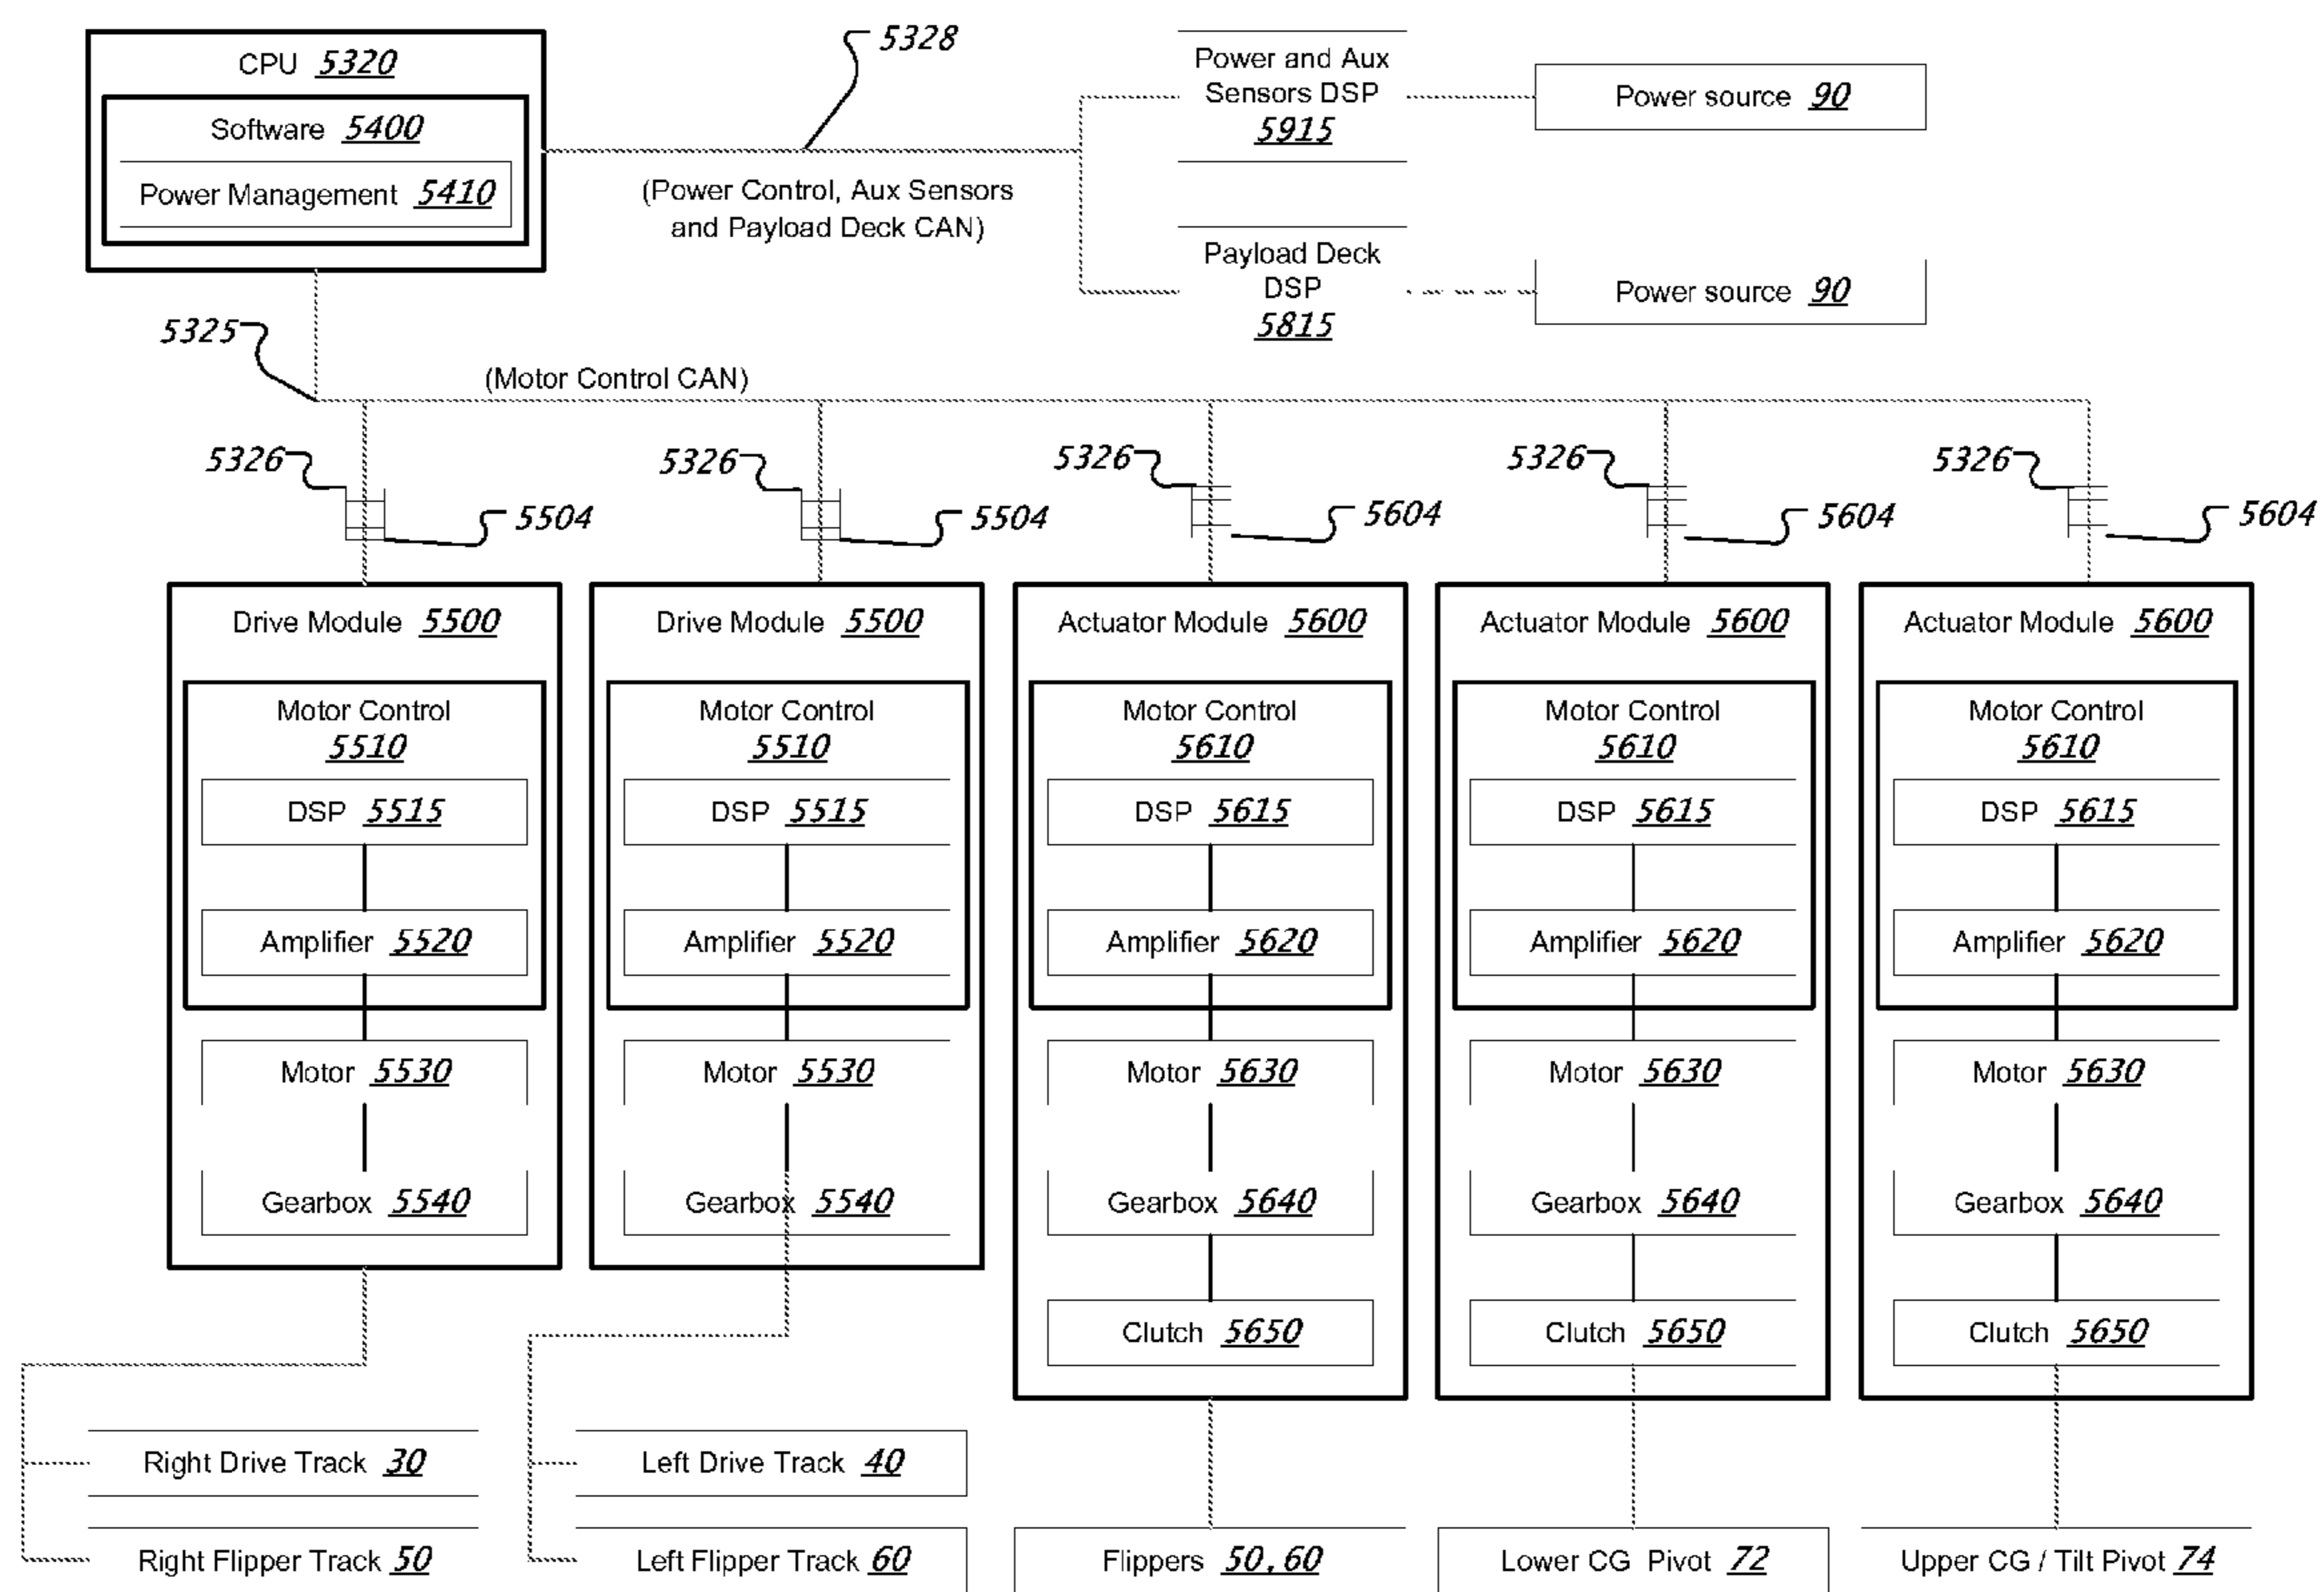 CPU 5320
Software 5400
Power Management 5410
5328
(Power Control, Aux Sensors
and Payload Deck CAN)
Power and Aux
Sensors DSP
5915
Power source 90
Payload Deck
DSP
5815
Power source 90
5325
(Motor Control CAN)
5326
5504
5326
5504
5326
5604
5326
5604
5326
5604
Drive Module 5500
Motor Control
5510
DSP 5515
Amplifier 5520
Motor 5530
Gearbox 5540
Drive Module 5500
Motor Control
5510
DSP 5515
Amplifier 5520
Motor 5530
Gearbox 5540
Actuator Module 5600
Motor Control
5610
DSP 5615
Amplifier 5620
Motor 5630
Gearbox 5640
Clutch 5650
Actuator Module 5600
Motor Control
5610
DSP 5615
Amplifier 5620
Motor 5630
Gearbox 5640
Clutch 5650
Actuator Module 5600
Motor Control
5610
DSP 5615
Amplifier 5620
Motor 5630
Gearbox 5640
Clutch 5650
Right Drive Track 30
Right Flipper Track 50
Left Drive Track 40
Left Flipper Track 60
Flippers 50,60
Lower CG Pivot 72
Upper CG / Tilt Pivot 74